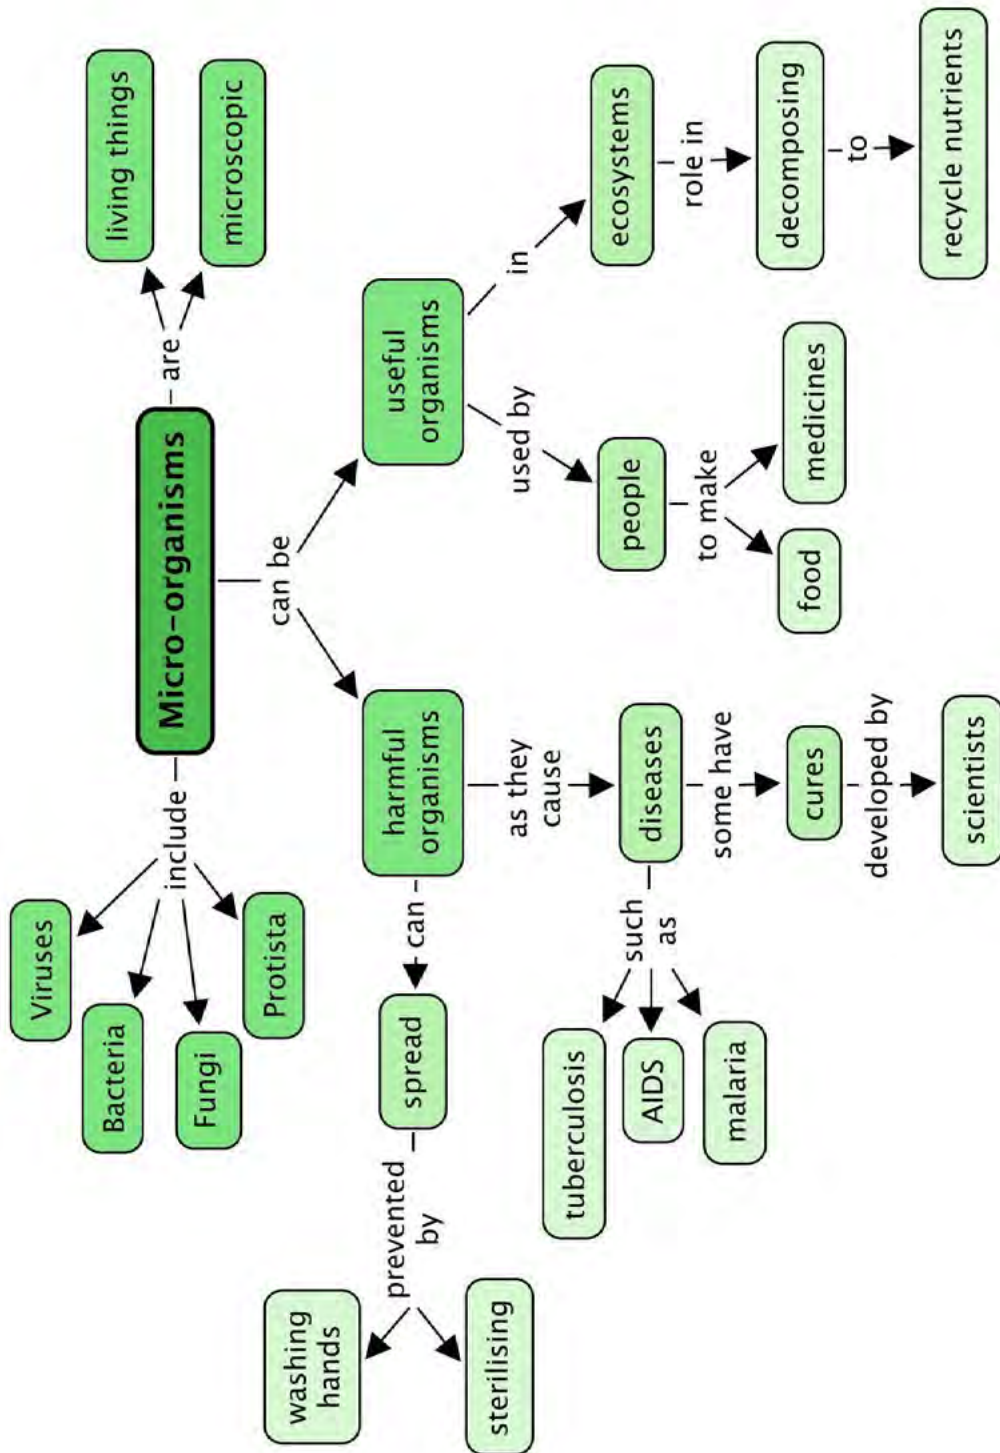 Micro-organisms
are
living things
microscopic
include
Viruses
Bacteria
Fungi
Protista
can be
harmful
organisms
can
spread
prevented
by
washing
hands
sterilising
as they
cause
diseases
such
as
tuberculosis
AIDS
malaria
some have
cures
developed by
scientists
useful
organisms
used by
people
to make
food
medicines
in
ecosystems
role in
decomposing
to
recycle nutrients